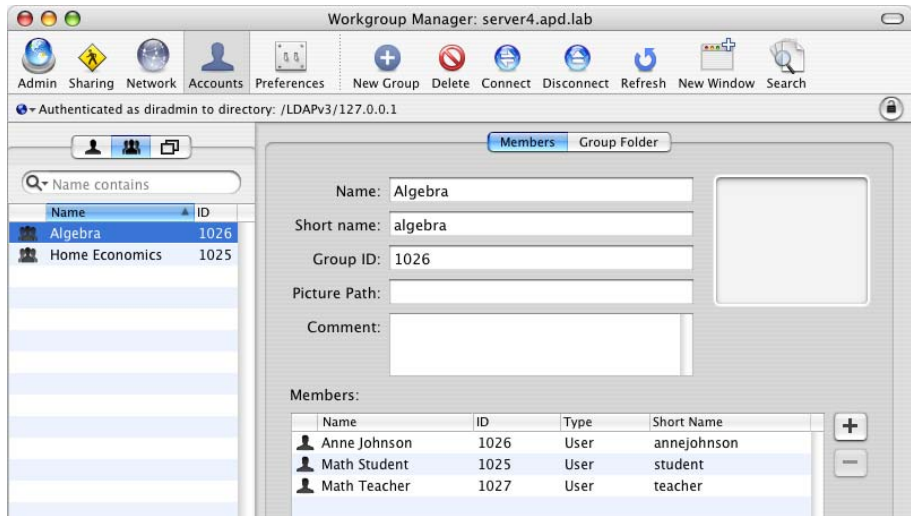 Workgroup Manager: server4.apd.lab
Admin Sharing Network Accounts Preferences New Group Delete Connect Disconnect Refresh New Window Search
Authenticated as diradmin to directory: /LDAPv3/127.0.0.1
Members Group Folder
Name contains
Name ID
Algebra 1026
Home Economics 1025
Name: Algebra
Short name: algebra
Group ID: 1026
Picture Path:
Comment:
Members:
Name ID Type Short Name
Anne Johnson 1026 User annejohnson
Math Student 1025 User student
Math Teacher 1027 User teacher